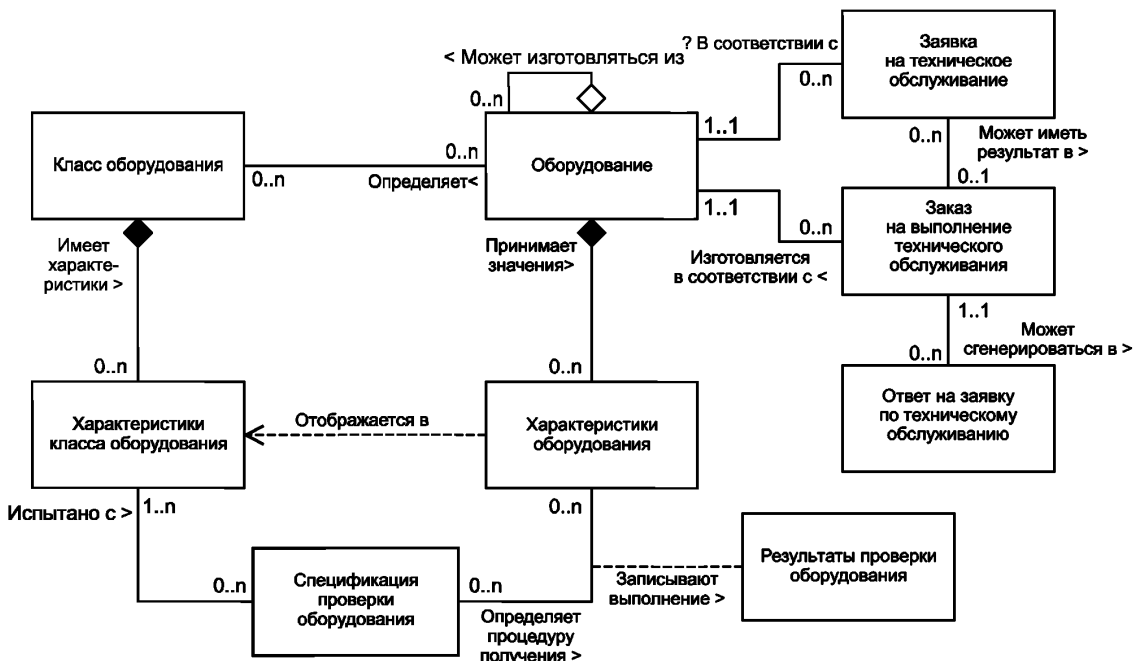 ? В соответствии с
Заявка
на техническое
обслуживание
< Может изготовляться из
0..n
0..n
1..1
0..n
Может иметь
результат в >
Класс оборудования
0..n
Оборудование
0..n
Определяет<
0..1
1..1
Заказ
на выполнение
технического
обслуживания
0..n
Имеет
характе-
ристики >
Принимает
значения>
Изготовляется
в соответствии с <
1..1
Может
сгенерироваться в >
0..n
0..n
0..n
Ответ на заявку
по техническому
обслуживанию
Характеристики
класса оборудования
Отображается в
Характеристики
оборудования
Испытано с >
1..n
0..n
Результаты проверки
оборудования
0..n
Спецификация
проверки
оборудования
0..n
Записывают
выполнение >
Определяет
процедуру
получения >